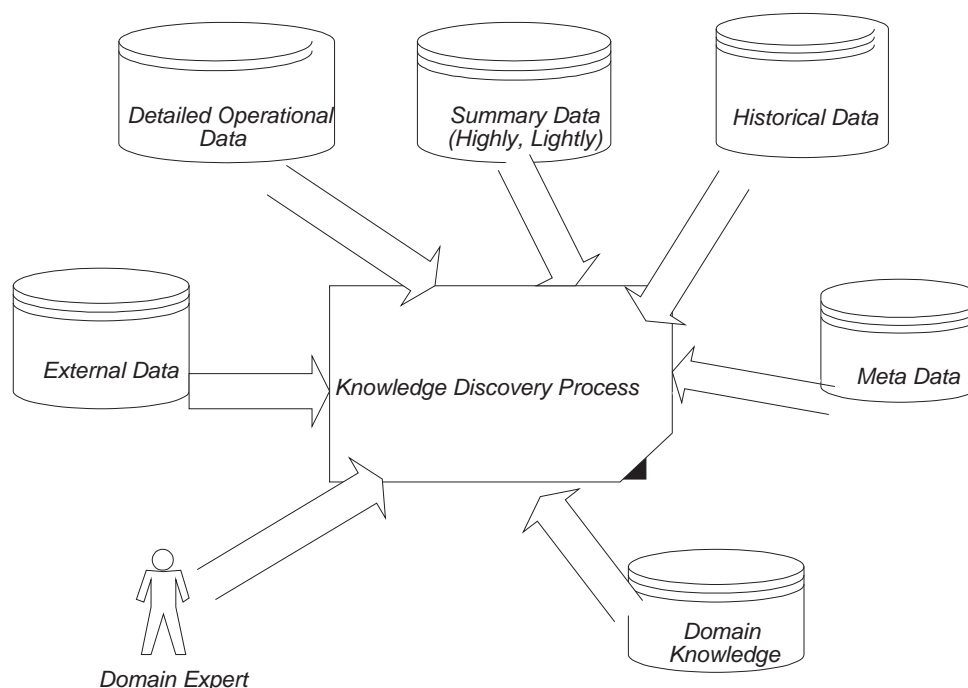 Detailed Operational
Data
Summary Data
(Highly, Lightly)
Historical Data
External Data
Knowledge Discovery Process
Meta Data
Domain
Knowledge
Domain Expert